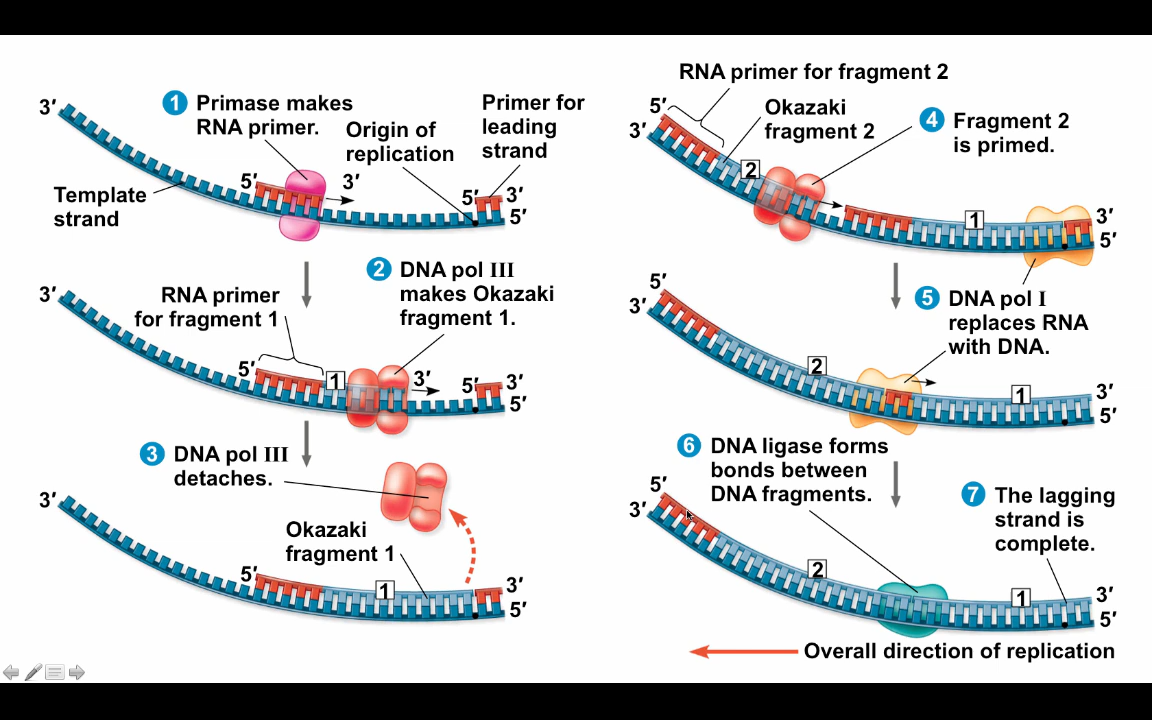 3′
1 Primase makes
RNA primer.
Origin of
replication
Primer for
leading
strand
5′
3′
5′
3′
5′
Template
strand
3′
RNA primer
for fragment 1
2 DNA pol III
makes Okazaki
fragment 1.
5′
1
3′
5′
3′
5′
3 DNA pol III
detaches.
3′
Okazaki
fragment 1
5′
1
3′
5′
RNA primer for fragment 2
5′
3′
Okazaki
fragment 2
4 Fragment 2
is primed.
2
1
3′
5′
5′
3′
5 DNA pol I
replaces RNA
with DNA.
2
1
3′
5′
6 DNA ligase forms
bonds between
DNA fragments.
5′
3′
7 The lagging
strand is
complete.
2
1
3′
5′
Overall direction of replication